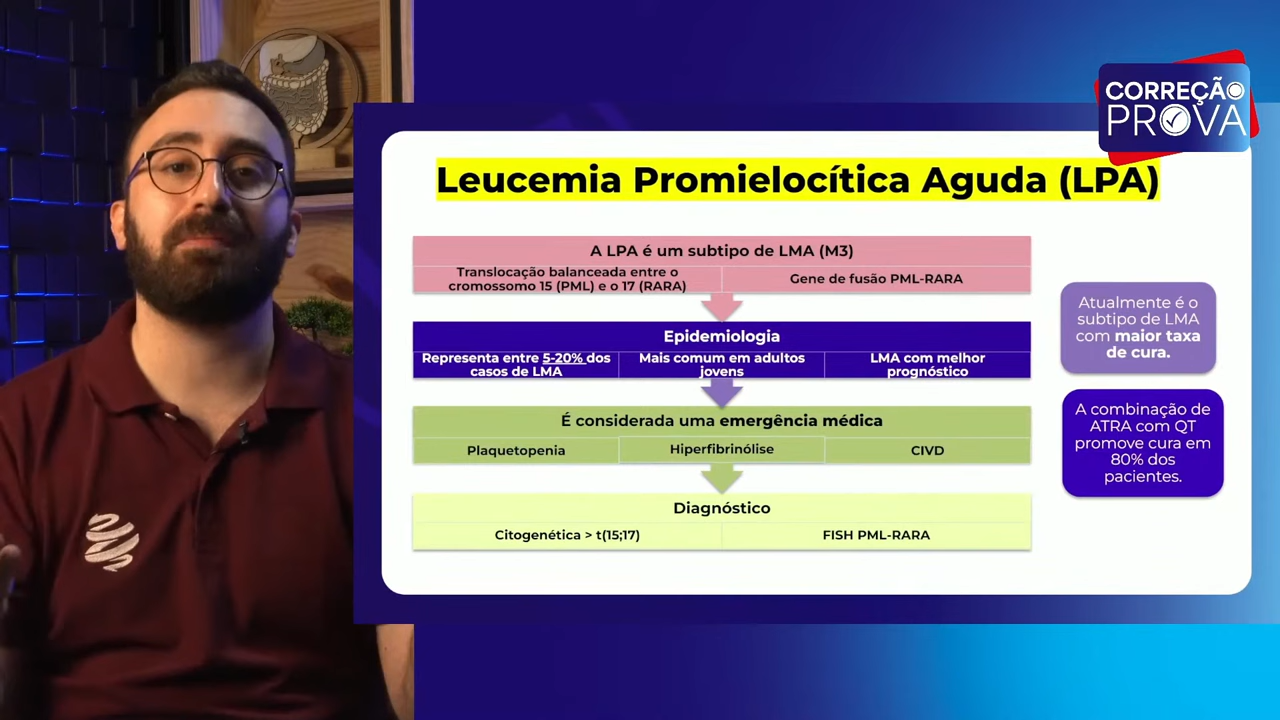 CORREÇÃO
PROVA
Leucemia Promielocítica Aguda (LPA)
A LPA é um subtipo de LMA (M3)
Translocação balanceada entre o
cromossomo 15 (PML) e o 17 (RARA)
Gene de fusão PML-RARA
Epidemiologia
Representa entre 5-20% dos
casos de LMA
Mais comum em adultos
jovens
LMA com melhor
prognóstico
É considerada uma emergência médica
Plaquetopenia
Hiperfibrinólise
CIVD
Diagnóstico
Citogenética > t(15;17)
FISH PML-RARA
Atualmente é o
subtipo de LMA
com maior taxa
de cura.
A combinação de
ATRA com QT
promove cura em
80% dos
pacientes.